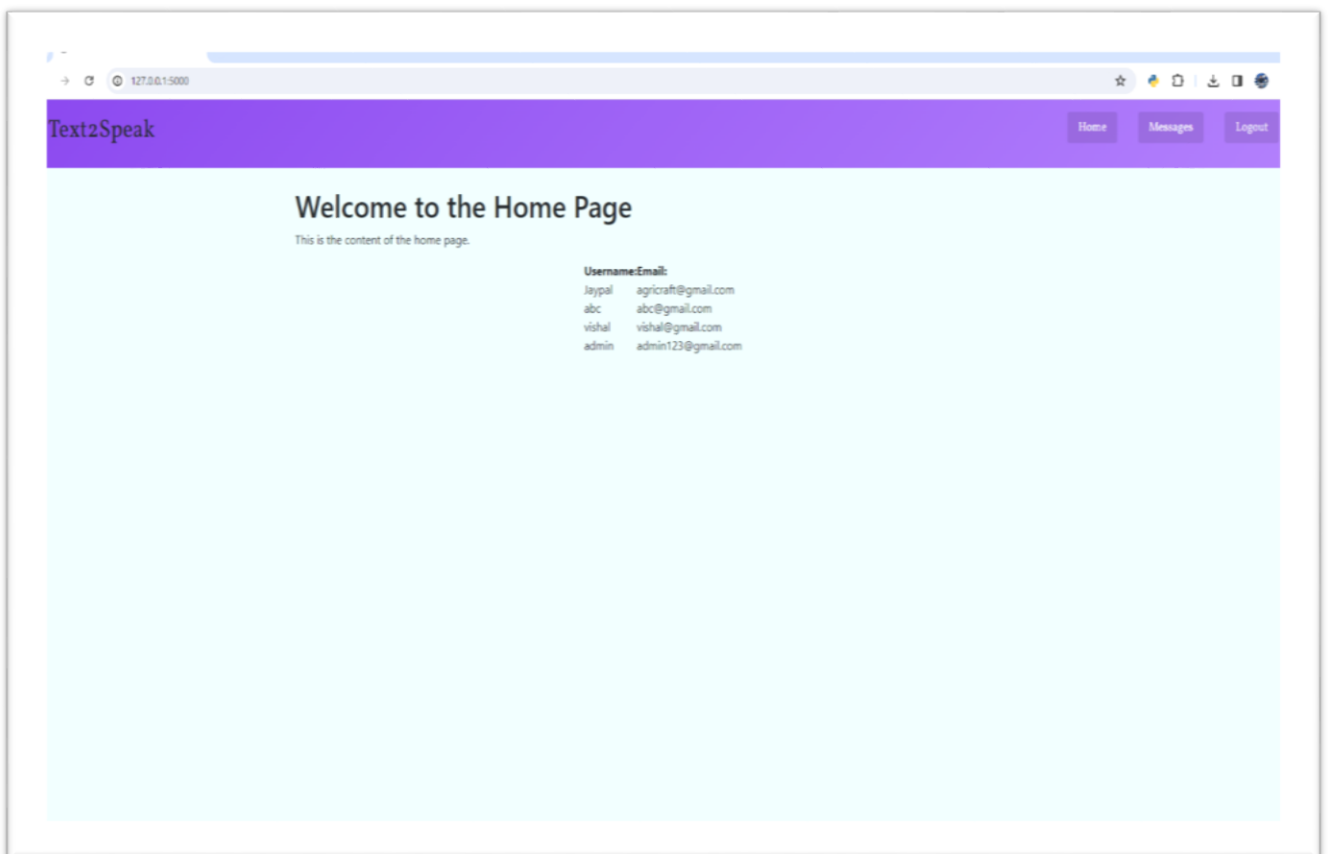 127.0.0.1:5000
Text2Speak Home Messages Logout
Welcome to the Home Page
This is the content of the home page.
Username:Email:
Jaypal agricraft@gmail.com
abc abc@gmail.com
vishal vishal@gmail.com
admin admin123@gmail.com